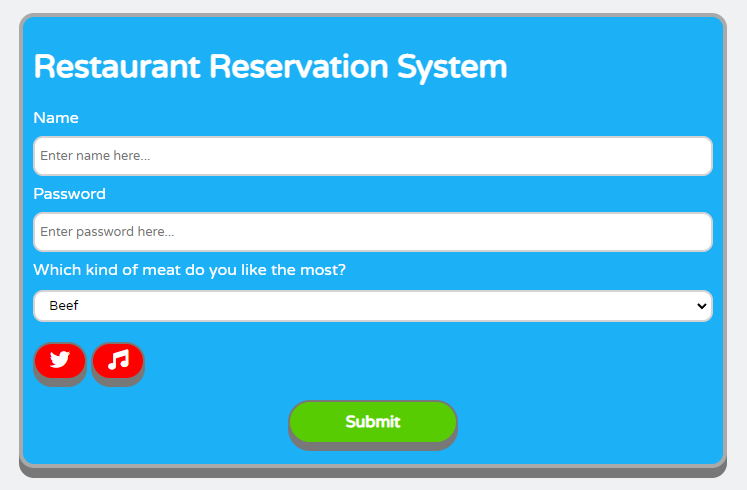 Restaurant Reservation System
Name
Enter name here...
Password
Enter password here...
Which kind of meat do you like the most?
Beef
Submit